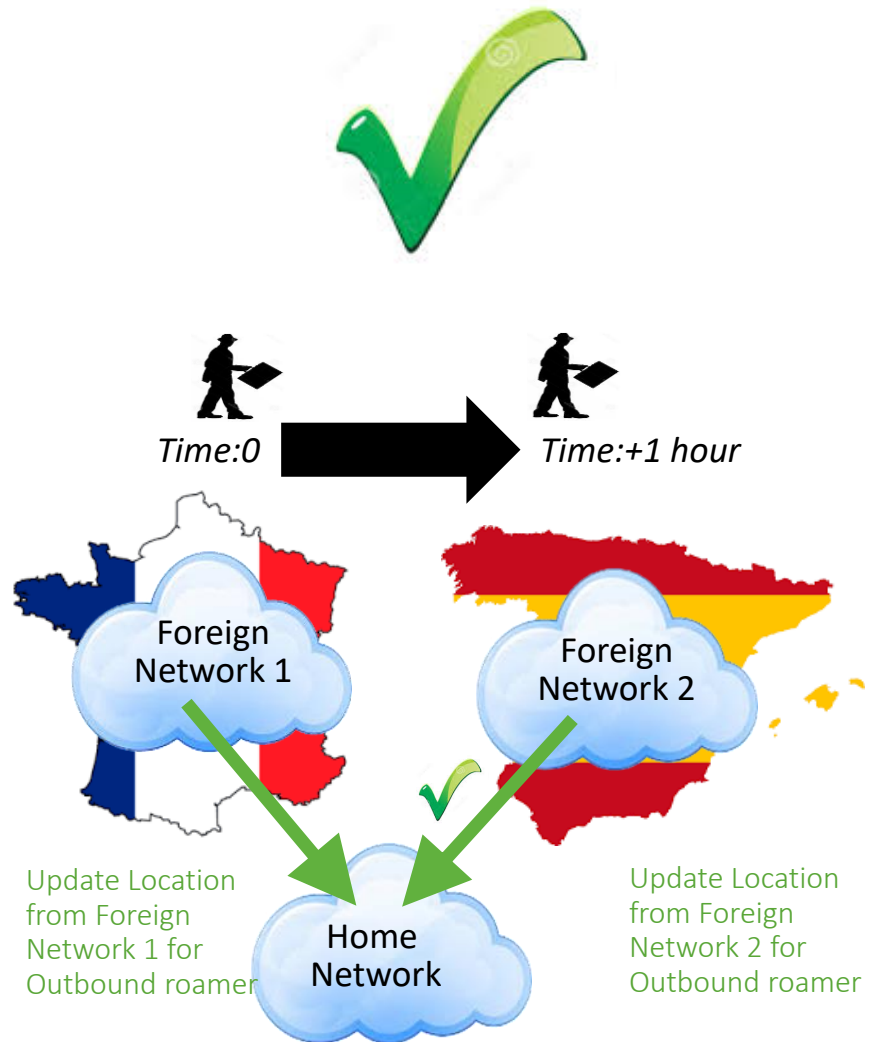 Time:0
Time:+1 hour
Foreign
Network 1
Foreign
Network 2
Update Location
from Foreign
Network 1 for
Outbound roamer
Home
Network
Update Location
from Foreign
Network 2 for
Outbound roamer